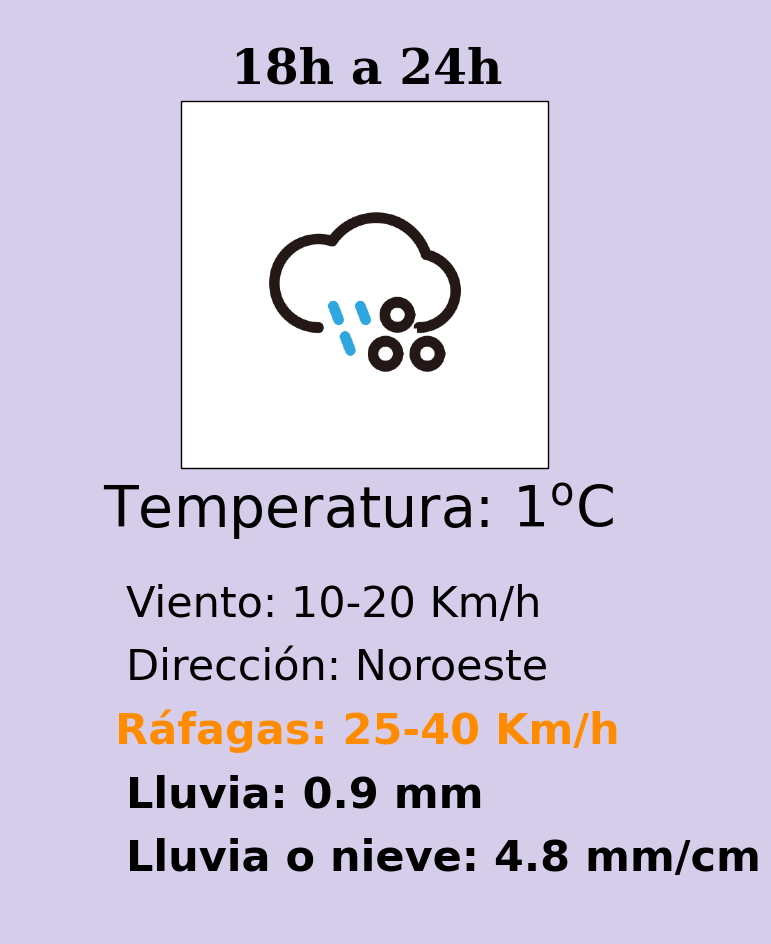 18h a 24h
Temperatura: 1ºC
Viento: 10-20 Km/h
Dirección: Noroeste
Ráfagas: 25-40 Km/h
Lluvia: 0.9 mm
Lluvia o nieve: 4.8 mm/cm